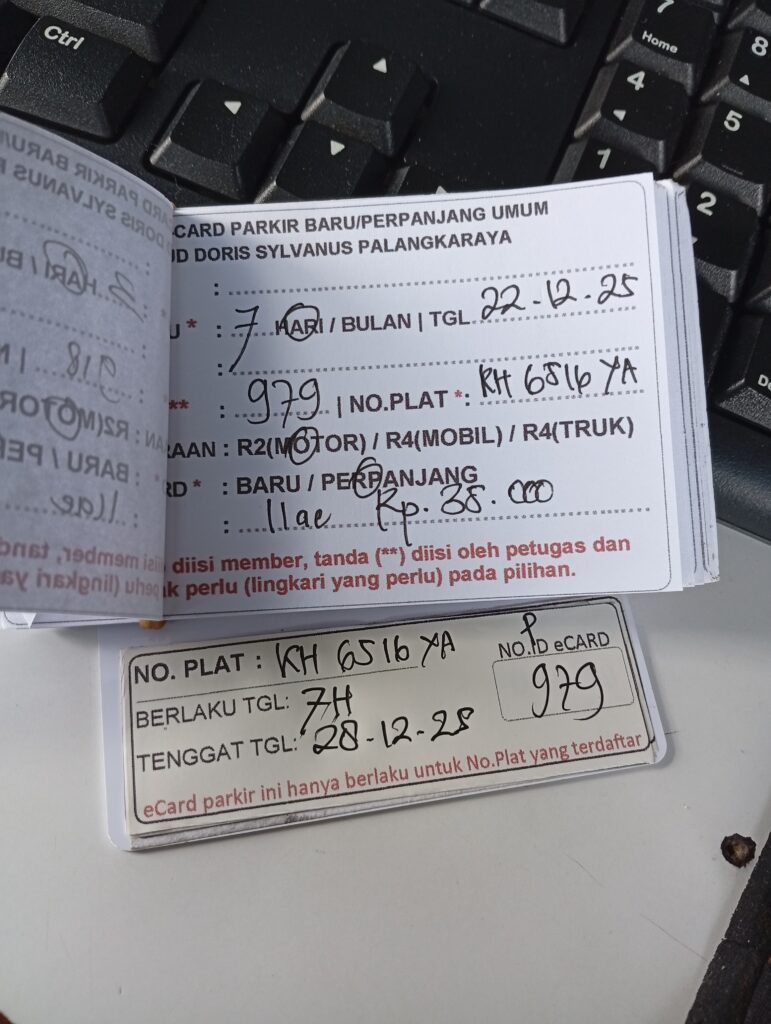 Ctrl
7
Home
8
4
5
1
2
-CARD PARKIR BARU/PERPANJANG UMUM
UD DORIS SYLVANUS PALANGKARAYA
: 
U * : 7 HARI / BULAN | TGL 22-12-25
:
** : 979 | NO.PLAT *: KH 6516 YA
RAAN : R2(MOTOR) / R4(MOBIL) / R4(TRUK)
RD * : BARU / PERPANJANG
: Rp. 35.000
diisi member, tanda (**) diisi oleh petugas dan
k perlu (lingkari yang perlu) pada pilihan.
NO. PLAT : KH 6516 YA
NO.ID eCARD
979
BERLAKU TGL: 7H
TENGGAT TGL: 28-12-25
eCard parkir ini hanya berlaku untuk No.Plat yang terdaftar